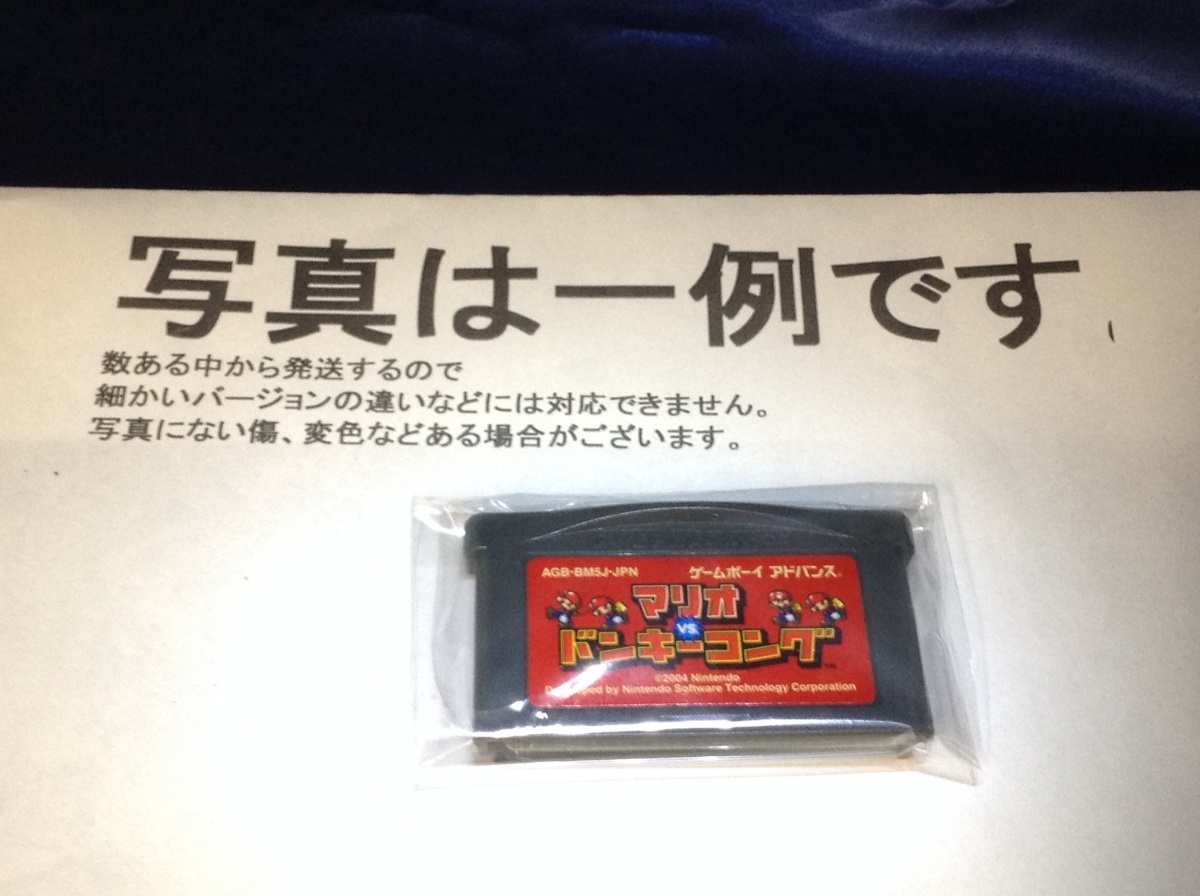 写真は一例です。
数ある中から発送するので
細かいバージョンの違いなどには対応できません。
写真にない傷、変色などある場合がございます。
AGB-BM5J-JPN ゲームボーイ アドバンス
マリオ
VS.
ドンキーコング™
©2004 Nintendo
Developed by Nintendo Software Technology Corporation